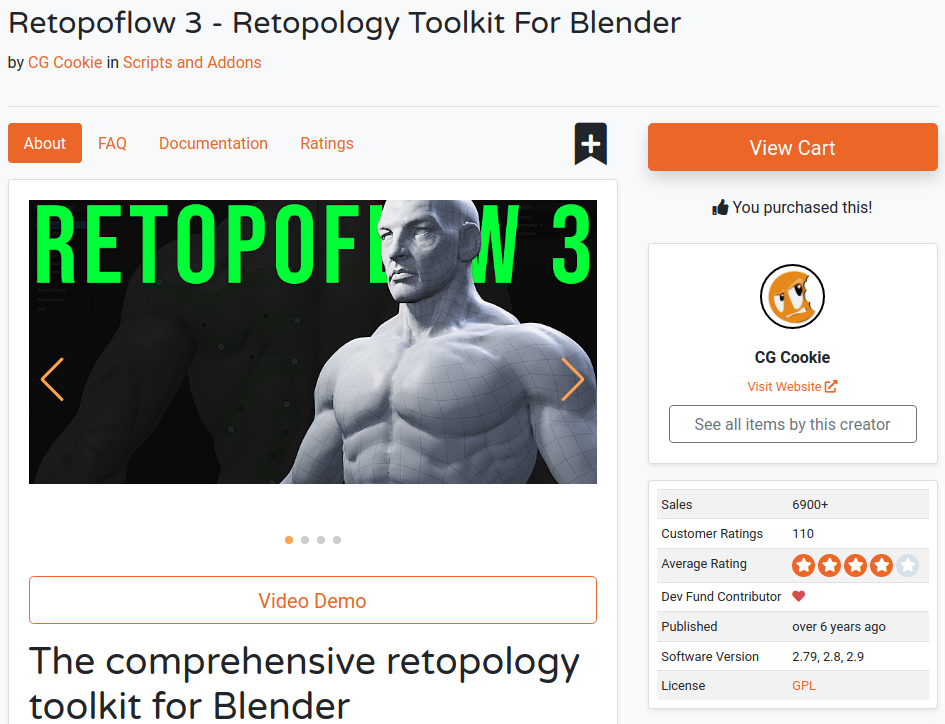 Retopoflow 3 - Retopology Toolkit For Blender
by CG Cookie in Scripts and Addons
About FAQ Documentation Ratings
View Cart
You purchased this!
RETOPOFLOW 3
CG Cookie
Visit Website
See all items by this creator
Sales 6900+
Customer Ratings 110
Average Rating
Dev Fund Contributor
Published over 6 years ago
Software Version 2.79, 2.8, 2.9
License GPL
Video Demo
The comprehensive retopology
toolkit for Blender